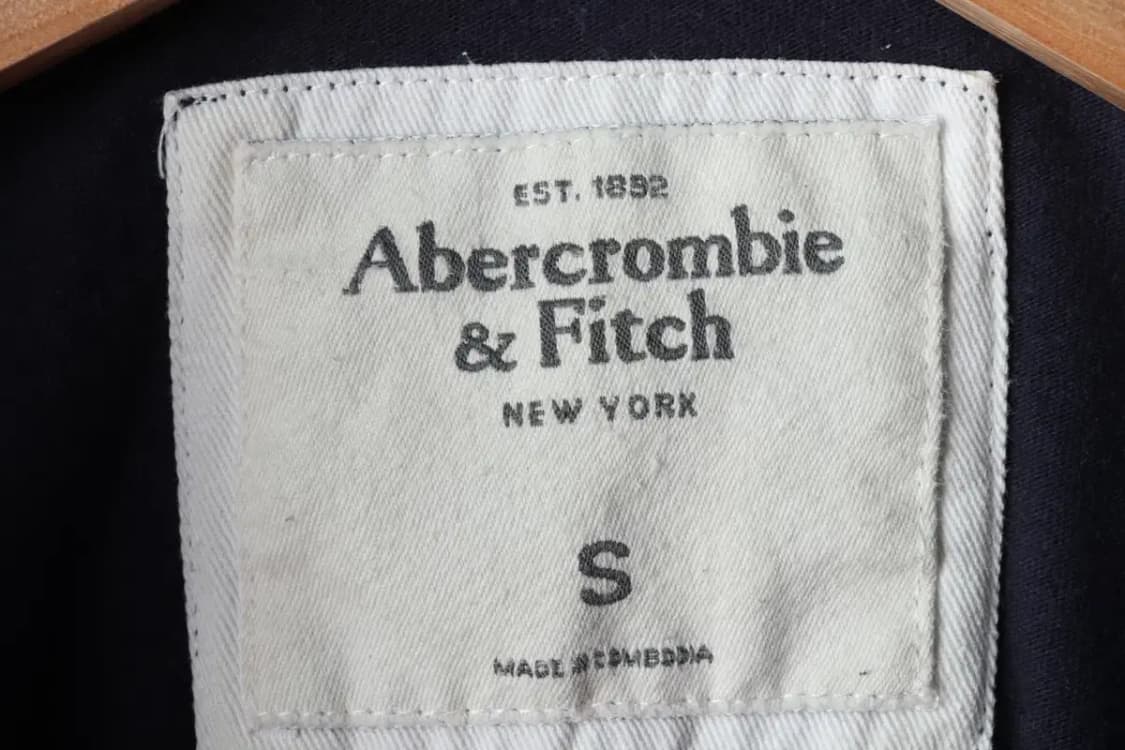 EST. 1892
Abercrombie
& Fitch
NEW YORK
S
MADE IN CAMBODIA